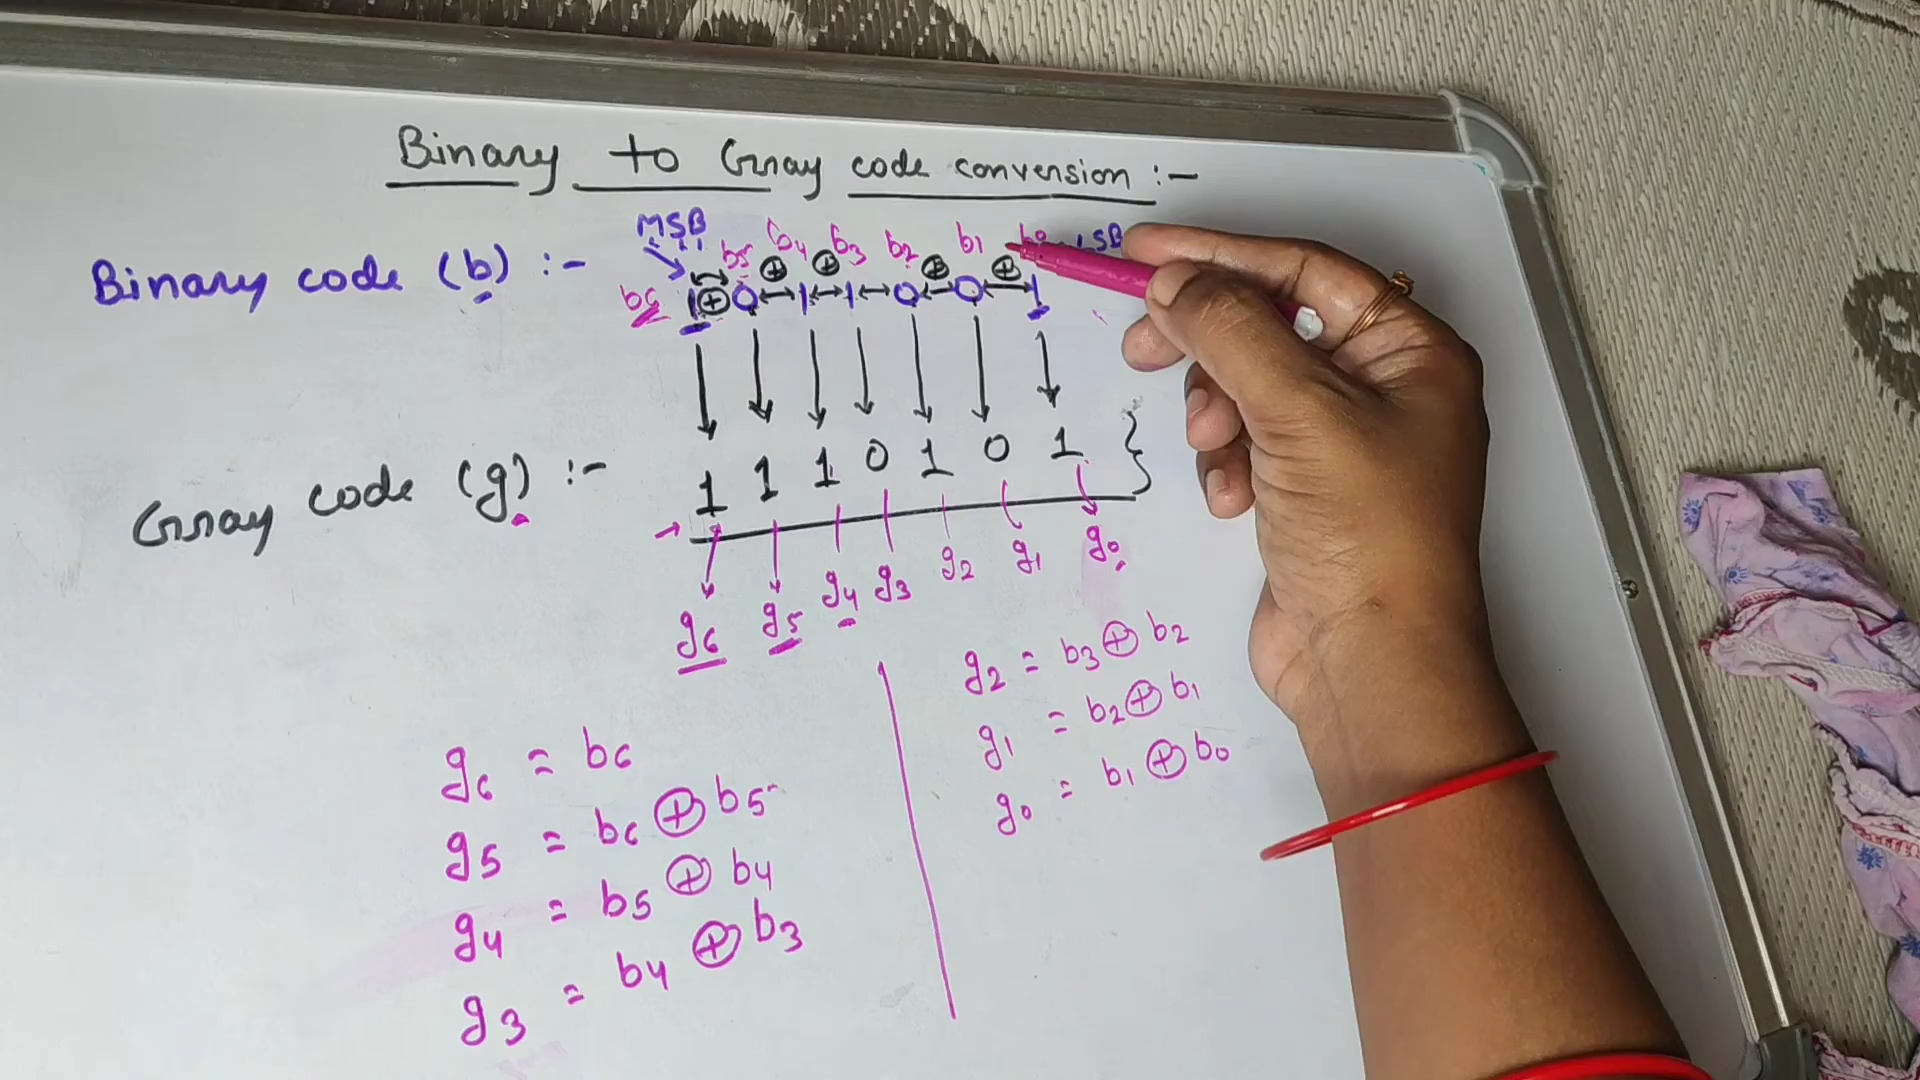 Binary to Gray code conversion :-
MSB b5 b4 b3 b2 b1 b0 LSB
Binary code (b) :- b6 1 ⊕ 0 ⊕ 1 ⊕ 1 0 ⊕ 0 ⊕ 1
Gray code (g) :- 1 1 1 0 1 0 1 }
g6 g5 g4 g3 g2 g1 g0
g6 = b6
g5 = b6 ⊕ b5
g4 = b5 ⊕ b4
g3 = b4 ⊕ b3
g2 = b3 ⊕ b2
g1 = b2 ⊕ b1
g0 = b1 ⊕ b0